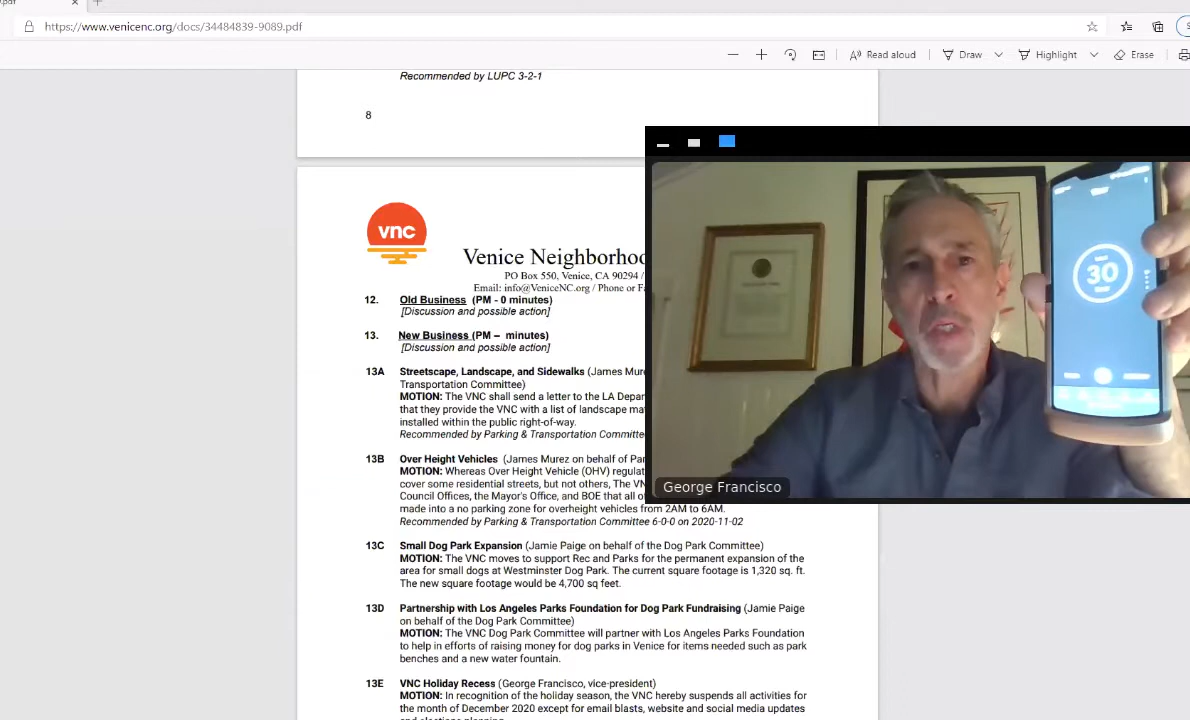 .pdf
https://www.venicenc.org/docs/34484839-9089.pdf
Read aloud
Draw
Highlight
Erase
Recommended by LUPC 3-2-1
8
vnc
Venice Neighborhoo
PO Box 550, Venice, CA 90294 /
Email: info@VeniceNC.org / Phone or Fa
12. Old Business (PM - 0 minutes)
[Discussion and possible action]
13. New Business (PM – minutes)
[Discussion and possible action]
13A Streetscape, Landscape, and Sidewalks (James Mure
Transportation Committee)
MOTION: The VNC shall send a letter to the LA Depar
that they provide the VNC with a list of landscape ma
installed within the public right-of-way.
Recommended by Parking & Transportation Committe
13B Over Height Vehicles (James Murez on behalf of Par
MOTION: Whereas Over Height Vehicle (OHV) regulat
cover some residential streets, but not others, The VN
Council Offices, the Mayor's Office, and BOE that all of
made into a no parking zone for overheight vehicles from 2AM to 6AM.
Recommended by Parking & Transportation Committee 6-0-0 on 2020-11-02
13C Small Dog Park Expansion (Jamie Paige on behalf of the Dog Park Committee)
MOTION: The VNC moves to support Rec and Parks for the permanent expansion of the
area for small dogs at Westminster Dog Park. The current square footage is 1,320 sq. ft.
The new square footage would be 4,700 sq feet.
13D Partnership with Los Angeles Parks Foundation for Dog Park Fundraising (Jamie Paige
on behalf of the Dog Park Committee)
MOTION: The VNC Dog Park Committee will partner with Los Angeles Parks Foundation
to help in efforts of raising money for dog parks in Venice for items needed such as park
benches and a new water fountain.
13E VNC Holiday Recess (George Francisco, vice-president)
MOTION: In recognition of the holiday season, the VNC hereby suspends all activities for
the month of December 2020 except for email blasts, website and social media updates
and elections planning.
30
George Francisco